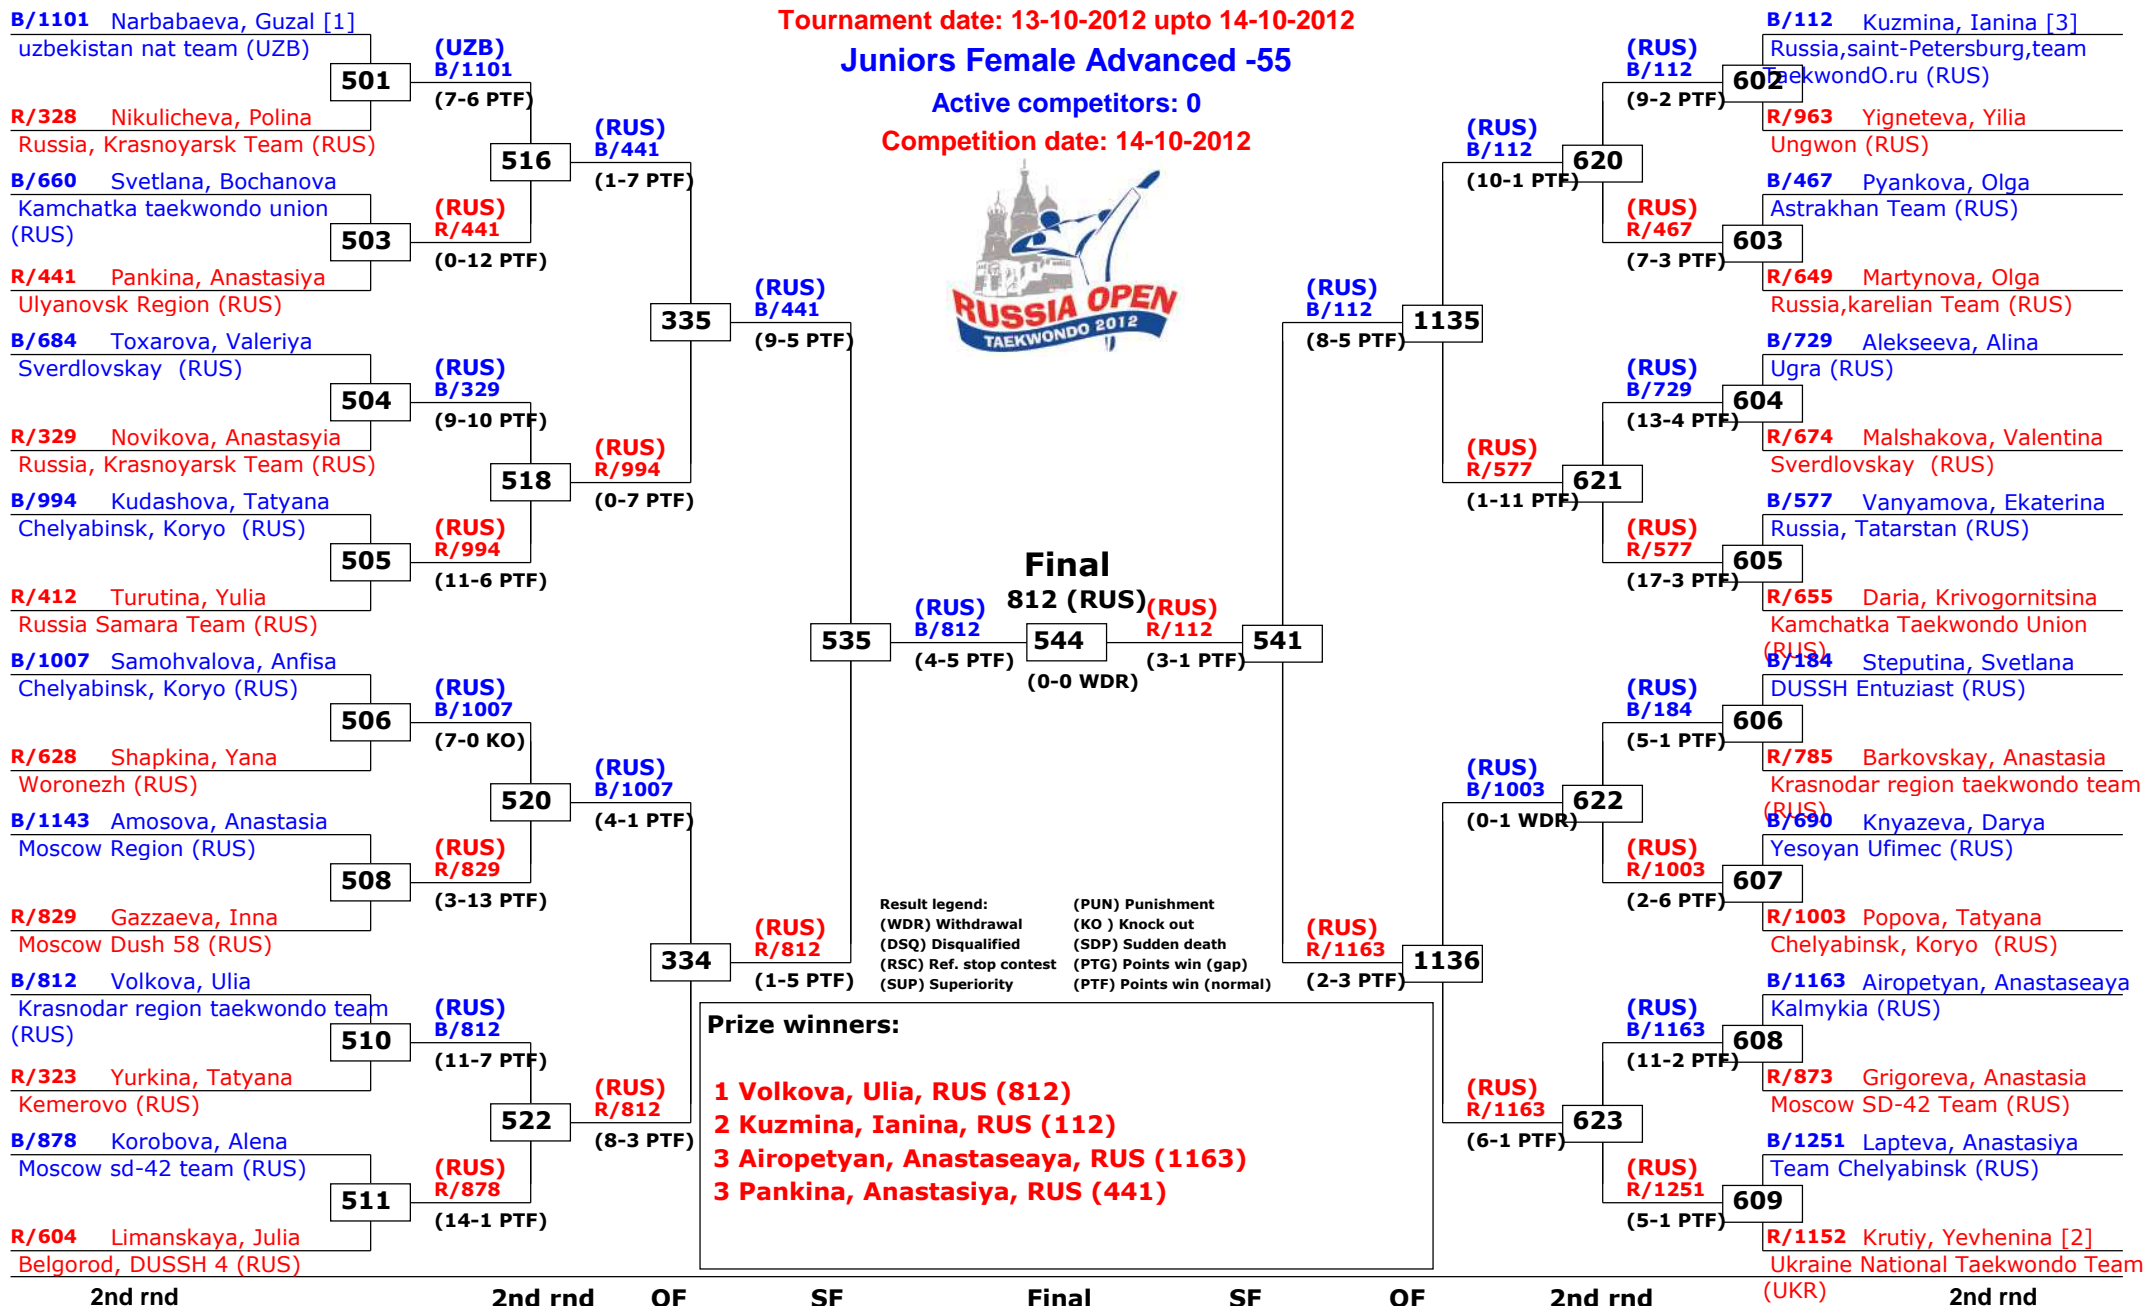 Tournament date: 13-10-2012 upto 14-10-2012
Juniors Female Advanced -55
Active competitors: 0
Competition date: 14-10-2012
RUSSIA OPEN
TAEKWONDO 2012
B/1101 Narbabaeva, Guzal [1]
uzbekistan nat team (UZB)
501
R/328 Nikulicheva, Polina
Russia, Krasnoyarsk Team (RUS)
B/660 Svetlana, Bochanova
Kamchatka taekwondo union
(RUS)
503
R/441 Pankina, Anastasiya
Ulyanovsk Region (RUS)
B/684 Toxarova, Valeriya
Sverdlovskay (RUS)
504
R/329 Novikova, Anastasyia
Russia, Krasnoyarsk Team (RUS)
B/994 Kudashova, Tatyana
Chelyabinsk, Koryo (RUS)
505
R/412 Turutina, Yulia
Russia Samara Team (RUS)
B/1007 Samohvalova, Anfisa
Chelyabinsk, Koryo (RUS)
506
R/628 Shapkina, Yana
Woronezh (RUS)
B/1143 Amosova, Anastasia
Moscow Region (RUS)
508
R/829 Gazzaeva, Inna
Moscow Dush 58 (RUS)
B/812 Volkova, Ulia
Krasnodar region taekwondo team
(RUS)
510
R/323 Yurkina, Tatyana
Kemerovo (RUS)
B/878 Korobova, Alena
Moscow sd-42 team (RUS)
511
R/604 Limanskaya, Julia
Belgorod, DUSSH 4 (RUS)
(UZB)
B/1101
(7-6 PTF)
516
(RUS)
R/441
(0-12 PTF)
(RUS)
B/329
(9-10 PTF)
518
(RUS)
R/994
(11-6 PTF)
(RUS)
B/1007
(7-0 KO)
520
(RUS)
R/829
(3-13 PTF)
(RUS)
B/812
(11-7 PTF)
522
(RUS)
R/878
(14-1 PTF)
(RUS)
B/441
(1-7 PTF)
335
(RUS)
R/994
(0-7 PTF)
(RUS)
B/1007
(4-1 PTF)
334
(RUS)
R/812
(8-3 PTF)
(RUS)
B/441
(9-5 PTF)
535
(RUS)
R/812
(1-5 PTF)
(RUS)
B/812
(4-5 PTF)
Final
812 (RUS)
544
(0-0 WDR)
(RUS)
R/112
(3-1 PTF)
541
(RUS)
B/112
(8-5 PTF)
1135
(RUS)
R/1163
(2-3 PTF)
1136
(RUS)
B/112
(10-1 PTF)
620
(RUS)
R/577
(1-11 PTF)
621
(RUS)
B/1003
(0-1 WDR)
622
(RUS)
R/1163
(6-1 PTF)
623
(RUS)
B/112
(9-2 PTF)
602
(RUS)
R/467
(7-3 PTF)
603
(RUS)
B/729
(13-4 PTF)
604
(RUS)
R/577
(17-3 PTF)
605
(RUS)
B/184
(5-1 PTF)
606
(RUS)
R/1003
(2-6 PTF)
607
(RUS)
B/1163
(11-2 PTF)
608
(RUS)
R/1251
(5-1 PTF)
609
B/112 Kuzmina, Ianina [3]
Russia,saint-Petersburg,team
TaekwondO.ru (RUS)
R/963 Yigneteva, Yilia
Ungwon (RUS)
B/467 Pyankova, Olga
Astrakhan Team (RUS)
R/649 Martynova, Olga
Russia,karelian Team (RUS)
B/729 Alekseeva, Alina
Ugra (RUS)
R/674 Malshakova, Valentina
Sverdlovskay (RUS)
B/577 Vanyamova, Ekaterina
Russia, Tatarstan (RUS)
R/655 Daria, Krivogornitsina
Kamchatka Taekwondo Union
(RUS)
B/184 Steputina, Svetlana
DUSSH Entuziast (RUS)
R/785 Barkovskay, Anastasia
Krasnodar region taekwondo team
(RUS)
B/690 Knyazeva, Darya
Yesoyan Ufimec (RUS)
R/1003 Popova, Tatyana
Chelyabinsk, Koryo (RUS)
B/1163 Airopetyan, Anastaseaya
Kalmykia (RUS)
R/873 Grigoreva, Anastasia
Moscow SD-42 Team (RUS)
B/1251 Lapteva, Anastasiya
Team Chelyabinsk (RUS)
R/1152 Krutiy, Yevhenina [2]
Ukraine National Taekwondo Team
(UKR)
Result legend: (PUN) Punishment
(WDR) Withdrawal (KO ) Knock out
(DSQ) Disqualified (SDP) Sudden death
(RSC) Ref. stop contest (PTG) Points win (gap)
(SUP) Superiority (PTF) Points win (normal)
Prize winners:
1 Volkova, Ulia, RUS (812)
2 Kuzmina, Ianina, RUS (112)
3 Airopetyan, Anastaseaya, RUS (1163)
3 Pankina, Anastasiya, RUS (441)
2nd rnd 2nd rnd QF SF Final SF QF 2nd rnd 2nd rnd